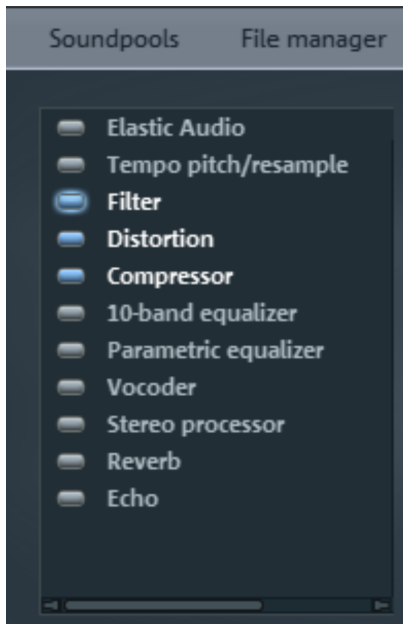 Soundpools File manager
Elastic Audio
Tempo pitch/resample
Filter
Distortion
Compressor
10-band equalizer
Parametric equalizer
Vocoder
Stereo processor
Reverb
Echo